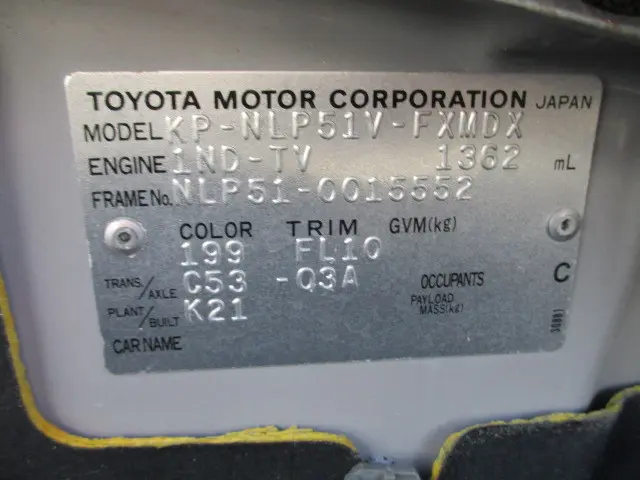 TOYOTA MOTOR CORPORATION JAPAN
MODEL KP-NLP51V-FXMDX
ENGINE 1ND-TV 1362 mL
FRAME No. NLP51-0015552
COLOR TRIM GVM(kg)
199 FL10
TRANS/AXLE C53 -03A OCCUPANTS C
PLANT/BUILT K21 PAYLOAD MASS(kg)
CAR NAME